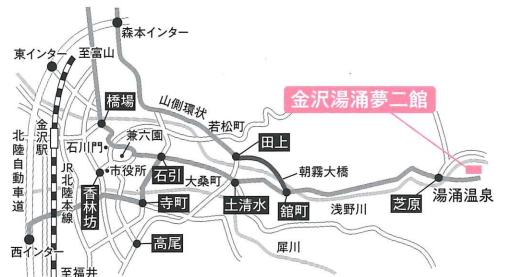 森本インター
東インター
至富山
橋場
山側環状
金沢湯涌夢二館
若松町
田上
石川門
兼六園
石引
市役所
大桑町
朝霧大橋
北陸自動車道
金沢駅
JR北陸本線
香林坊
寺町
土清水
舘町
浅野川
芝原
湯涌温泉
西インター
高尾
犀川
至福井